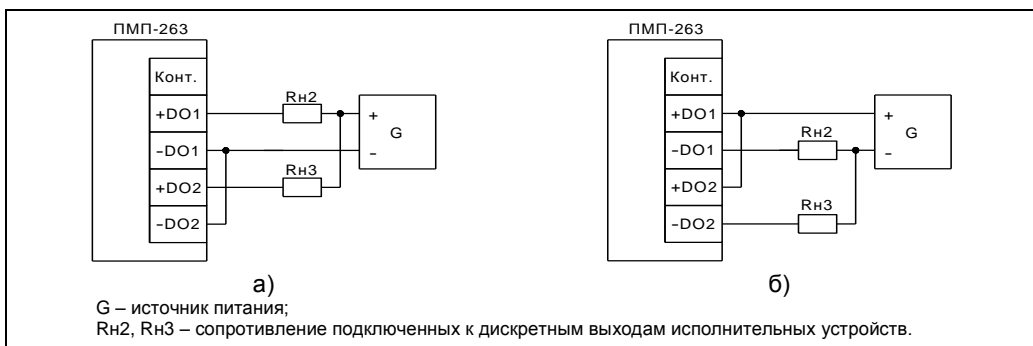 ПМП-263
Конт.
+DO1
–DO1
+DO2
–DO2
Rн2
Rн3
+
–
G
а)
ПМП-263
Конт.
+DO1
–DO1
+DO2
–DO2
Rн2
Rн3
+
–
G
б)
G – источник питания;
Rн2, Rн3 – сопротивление подключенных к дискретным выходам исполнительных устройств.